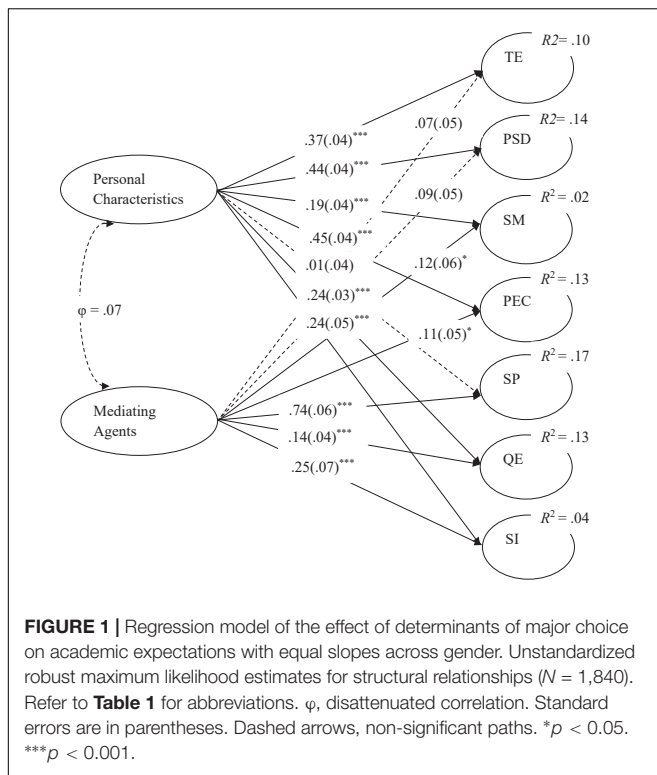 R2= .10
TE
.07(.05)
R2= .14
.37(.04)***
PSD
.44(.04)***
Personal
Characteristics
.09(.05)
R² = .02
.19(.04)***
SM
.45(.04)***
.12(.06)*
.01(.04)
R² = .13
.24(.03)***
PEC
φ = .07
.24(.05)***
.11(.05)*
R² = .17
SP
Mediating
Agents
.74(.06)***
R² = .13
.14(.04)***
QE
.25(.07)***
R² = .04
SI
FIGURE 1 | Regression model of the effect of determinants of major choice
on academic expectations with equal slopes across gender. Unstandardized
robust maximum likelihood estimates for structural relationships (N = 1,840).
Refer to Table 1 for abbreviations. φ, disattenuated correlation. Standard
errors are in parentheses. Dashed arrows, non-significant paths. *p < 0.05.
***p < 0.001.